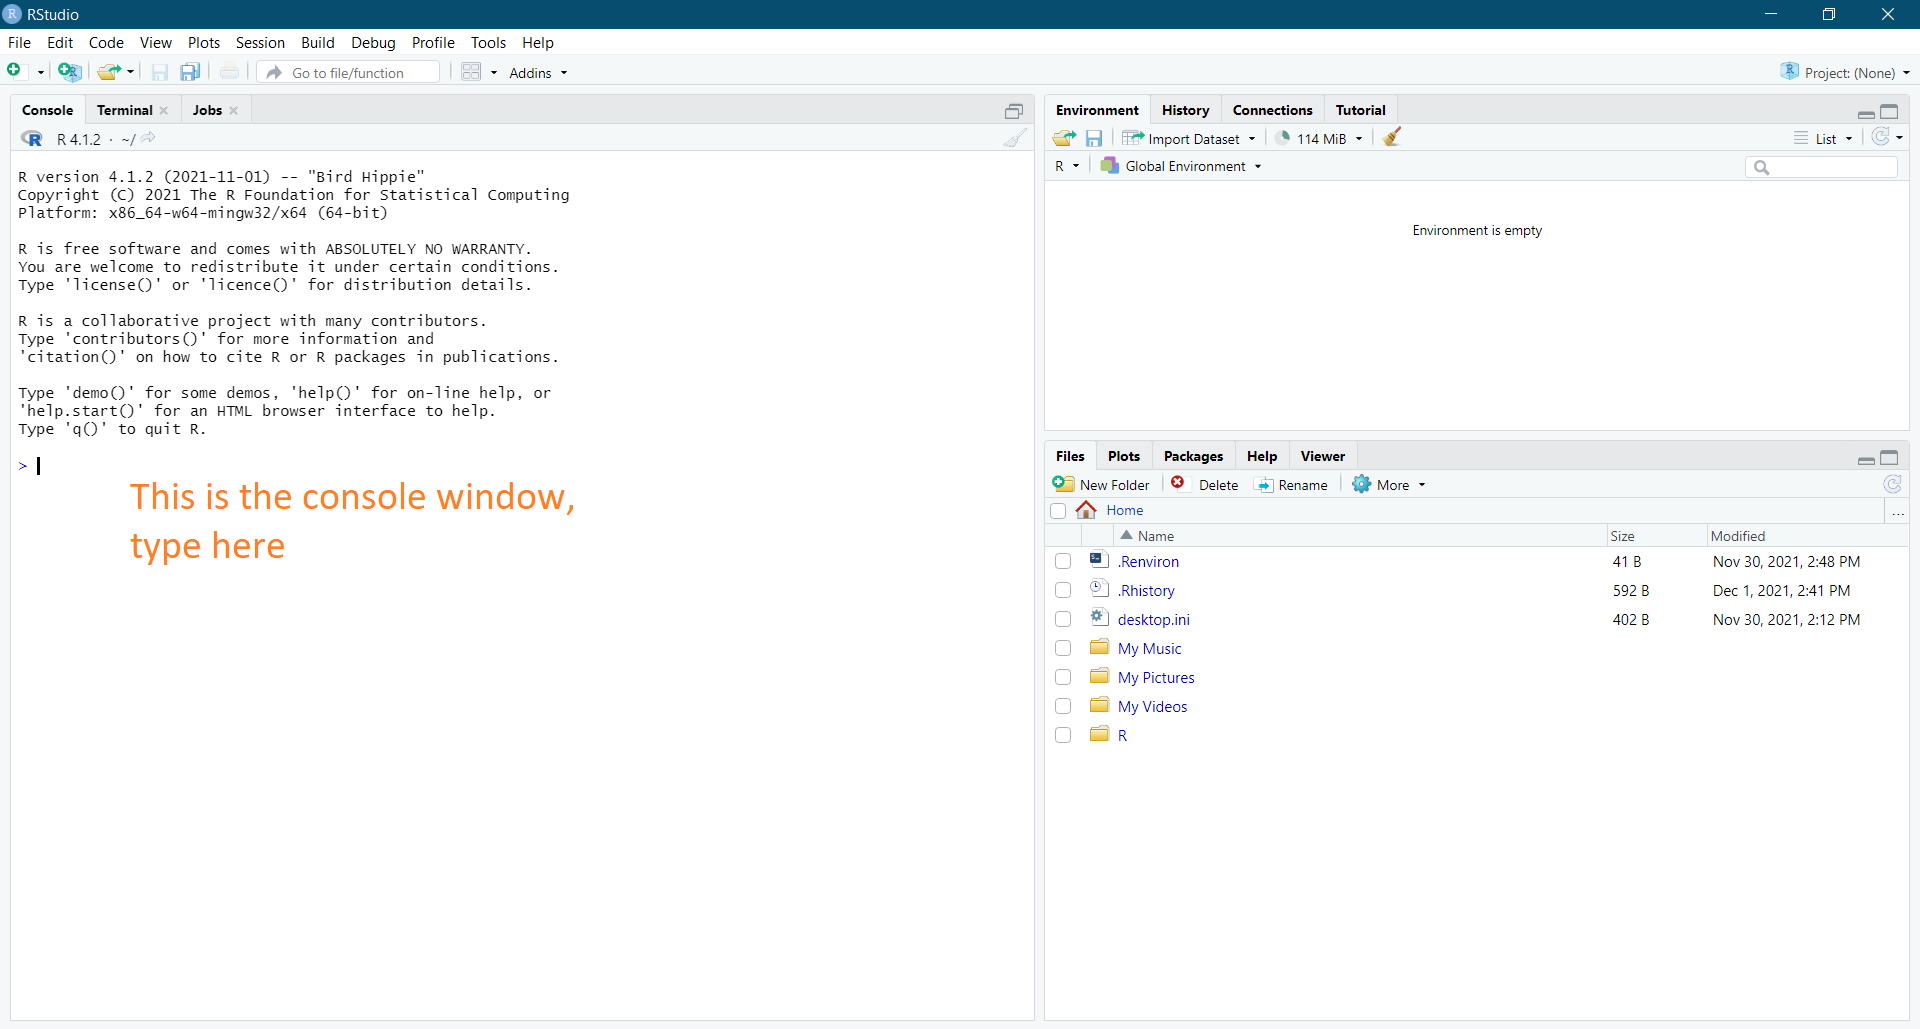 RStudio
File Edit Code View Plots Session Build Debug Profile Tools Help
Go to file/function Addins Project: (None)
Console Terminal Jobs
R 4.1.2 · ~/
R version 4.1.2 (2021-11-01) -- "Bird Hippie"
Copyright (C) 2021 The R Foundation for Statistical Computing
Platform: x86_64-w64-mingw32/x64 (64-bit)
R is free software and comes with ABSOLUTELY NO WARRANTY.
You are welcome to redistribute it under certain conditions.
Type 'license()' or 'licence()' for distribution details.
R is a collaborative project with many contributors.
Type 'contributors()' for more information and
'citation()' on how to cite R or R packages in publications.
Type 'demo()' for some demos, 'help()' for on-line help, or
'help.start()' for an HTML browser interface to help.
Type 'q()' to quit R.
>
This is the console window,
type here
Environment History Connections Tutorial
Import Dataset 114 MiB List
R Global Environment
Environment is empty
Files Plots Packages Help Viewer
New Folder Delete Rename More
Home ...
Name Size Modified
.Renviron 41 B Nov 30, 2021, 2:48 PM
.Rhistory 592 B Dec 1, 2021, 2:41 PM
desktop.ini 402 B Nov 30, 2021, 2:12 PM
My Music
My Pictures
My Videos
R